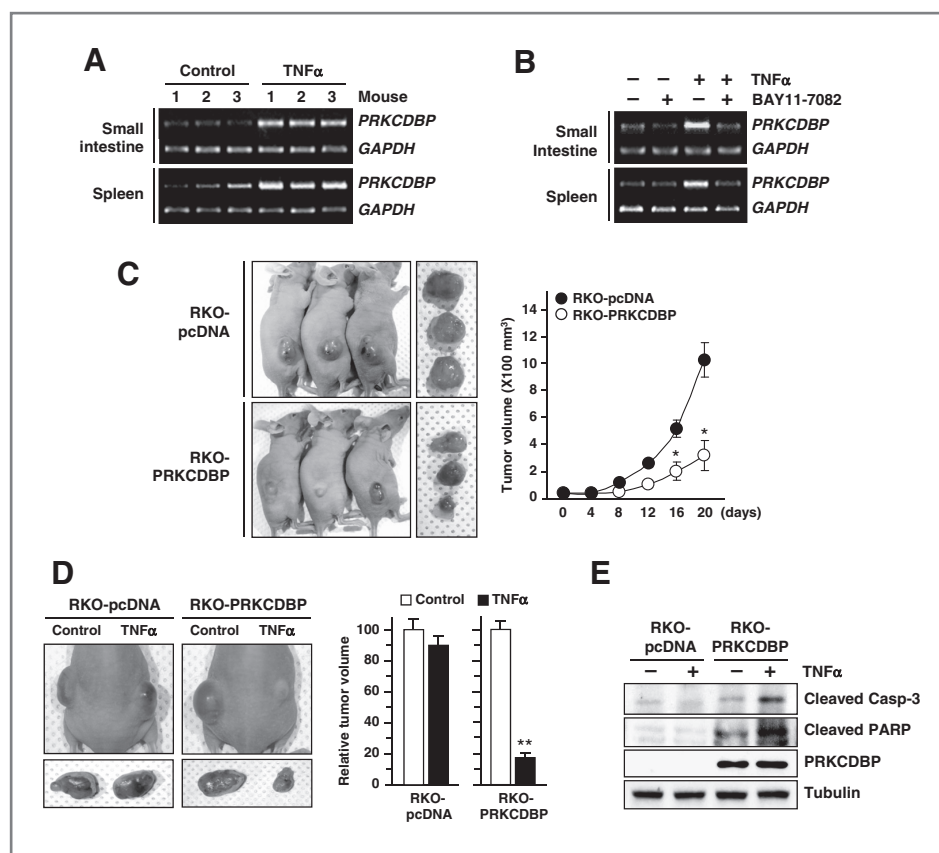 A
Control TNFα
1 2 3 1 2 3 Mouse
Small intestine
PRKCDBP
GAPDH
Spleen
PRKCDBP
GAPDH
B
− − + + TNFα
− + − + BAY11-7082
Small Intestine
PRKCDBP
GAPDH
Spleen
PRKCDBP
GAPDH
C
RKO-
pcDNA
RKO-
PRKCDBP
RKO-pcDNA
RKO-PRKCDBP
Tumor volume (X100 mm³)
14
12
10
8
6
4
2
0
* *
0 4 8 12 16 20 (days)
D
RKO-pcDNA RKO-PRKCDBP
Control TNFα Control TNFα
Control TNFα
Relative tumor volume
100
80
60
40
20
0
**
RKO-
pcDNA
RKO-
PRKCDBP
E
RKO-
pcDNA
RKO-
PRKCDBP
− + − + TNFα
Cleaved Casp-3
Cleaved PARP
PRKCDBP
Tubulin